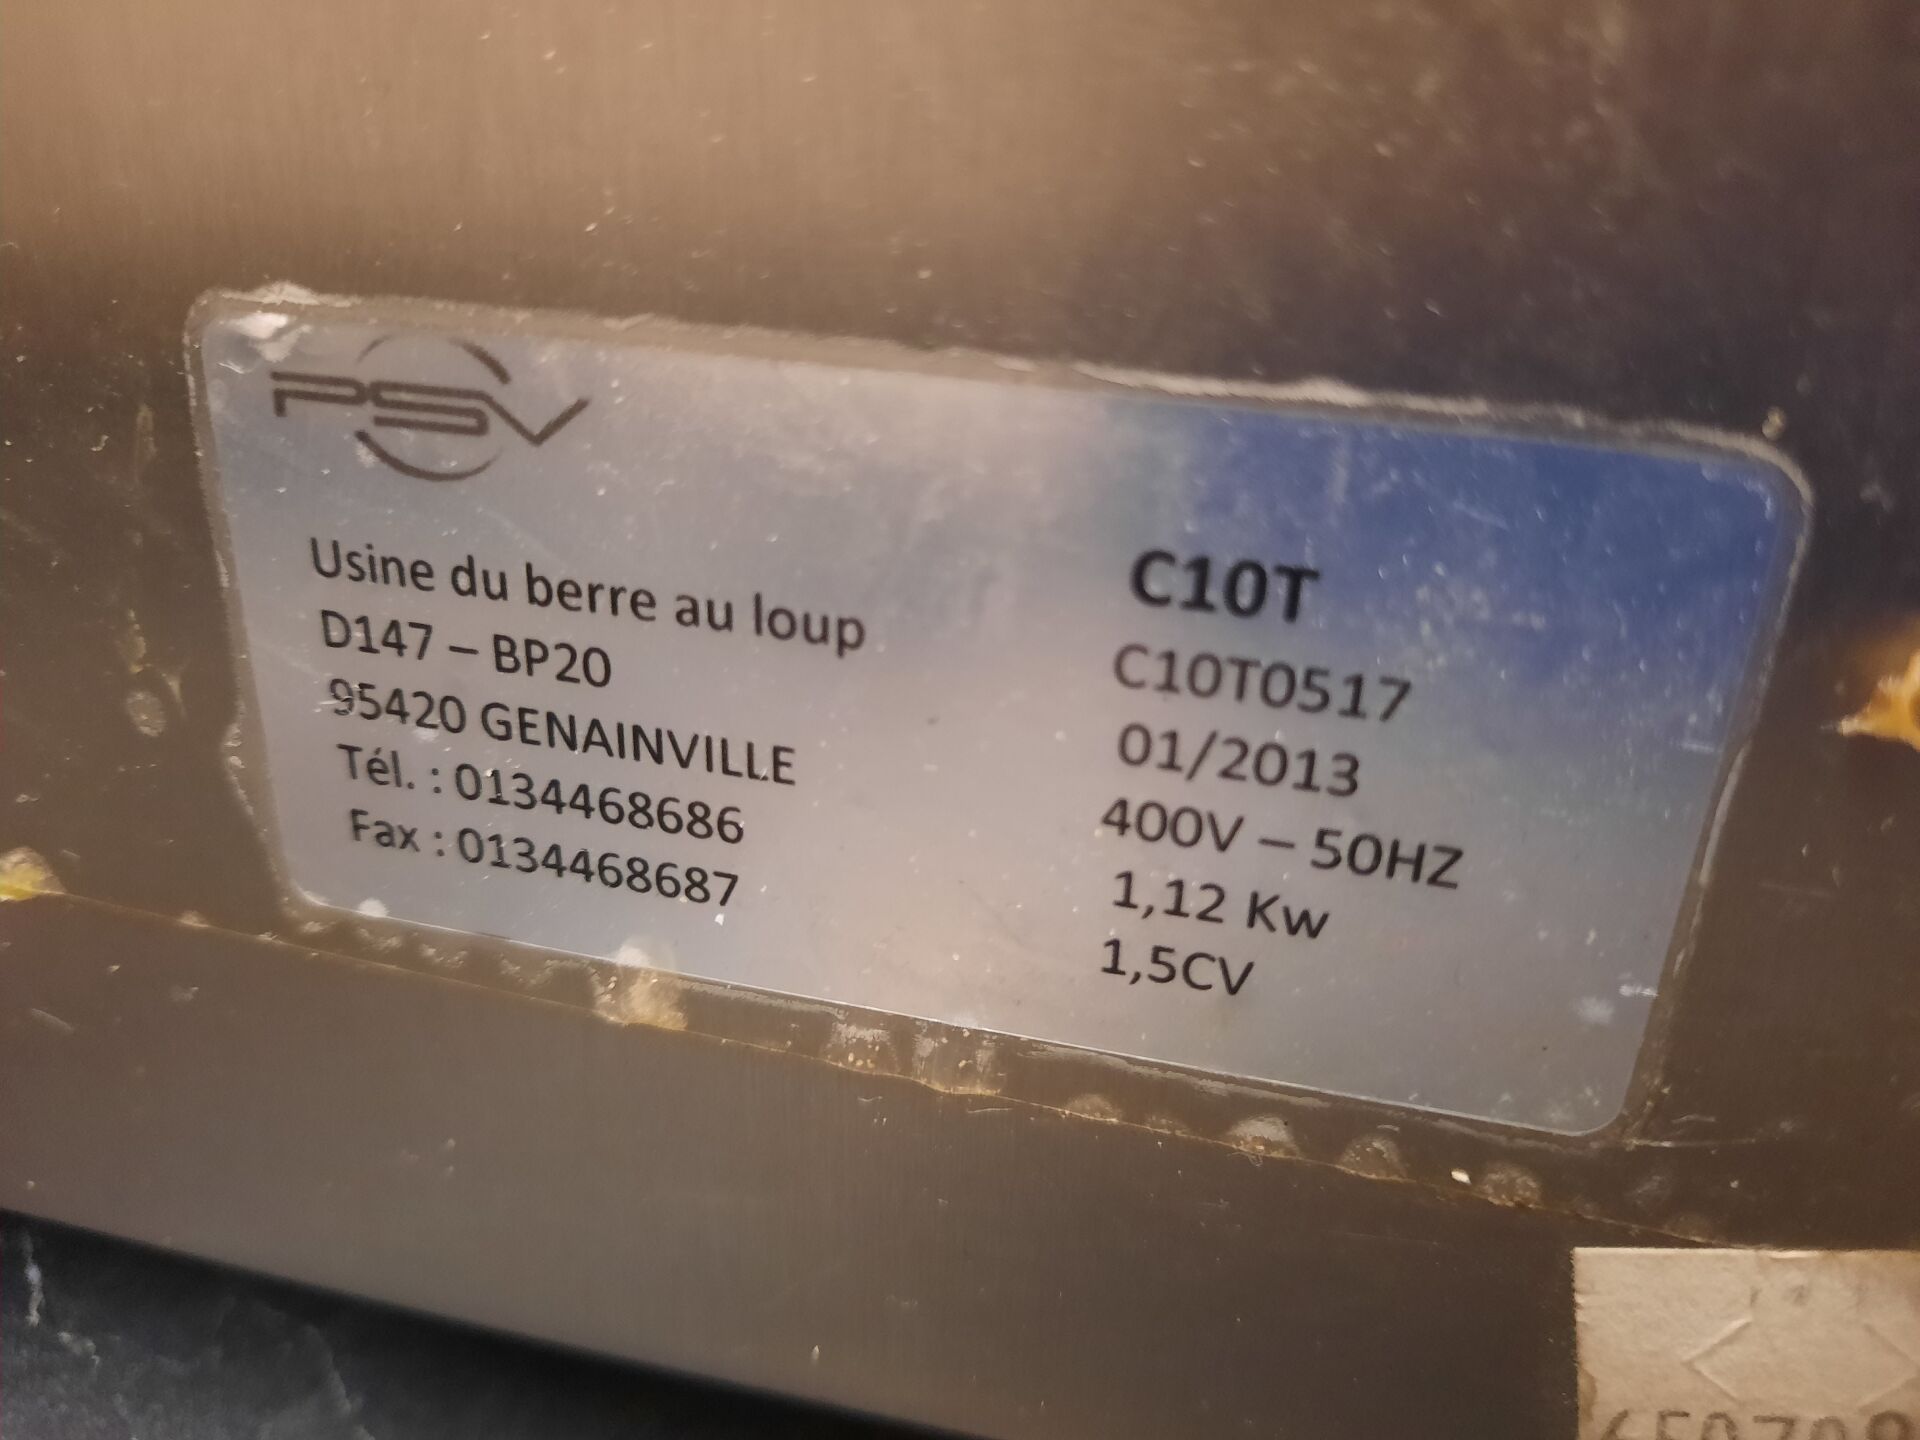 PSV
Usine du berre au loup
D147 – BP20
95420 GENAINVILLE
Tél. : 0134468686
Fax : 0134468687
C10T
C10T0517
01/2013
400V – 50HZ
1,12 Kw
1,5CV